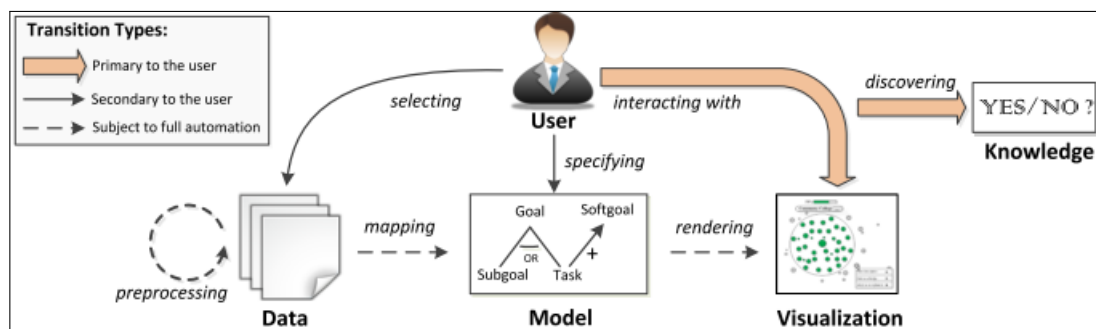 Transition Types:
Primary to the user
Secondary to the user
Subject to full automation
User
selecting
interacting with
discovering
YES/NO ?
Knowledge
specifying
preprocessing
mapping
Goal
Softgoal
OR
+
Subgoal
Task
rendering
Data
Model
Visualization